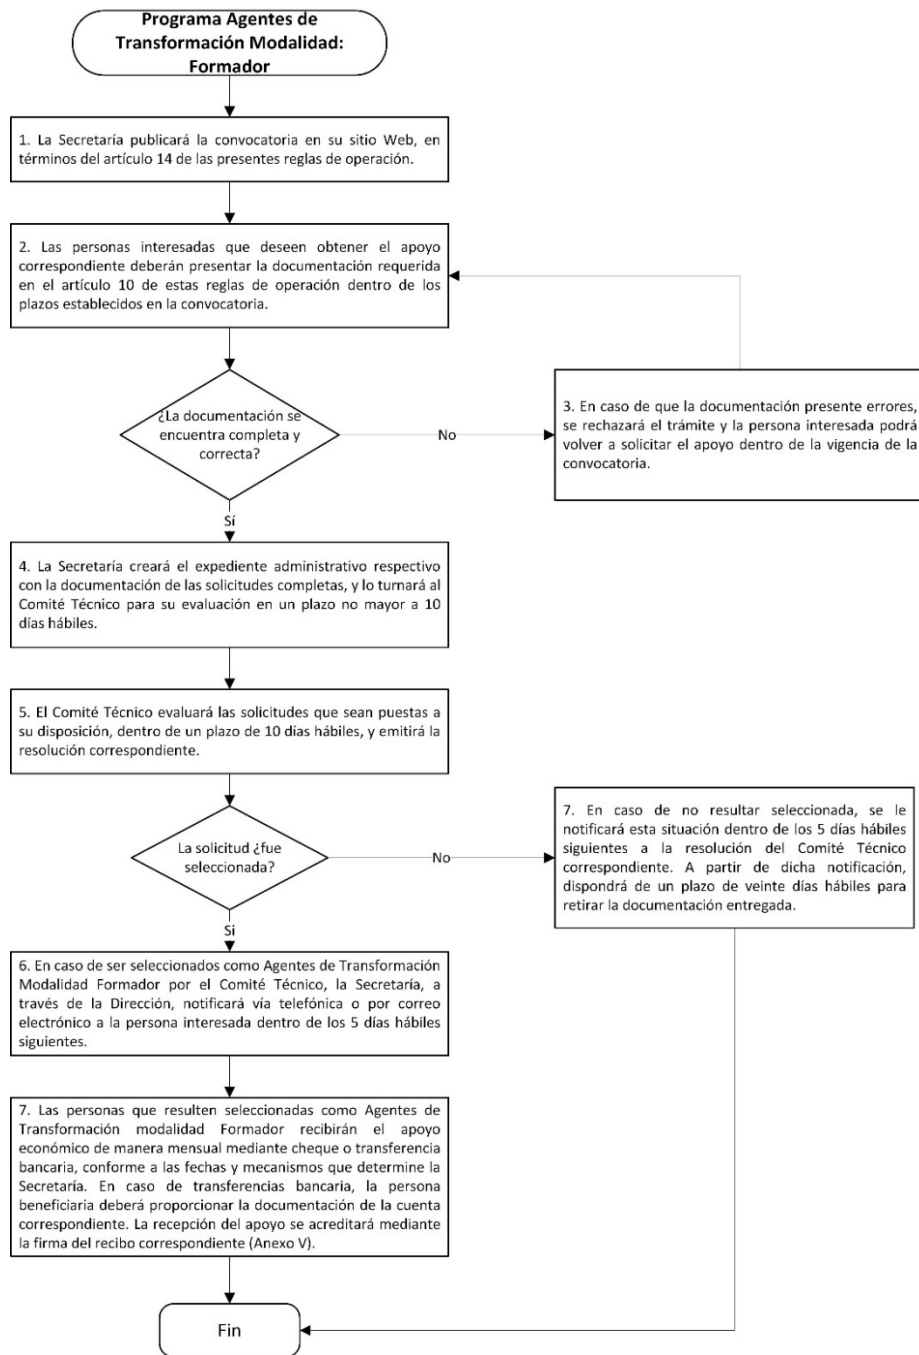 Programa Agentes de
Transformación Modalidad:
Formador
1. La Secretaría publicará la convocatoria en su sitio Web, en
términos del artículo 14 de las presentes reglas de operación.
2. Las personas interesadas que deseen obtener el apoyo
correspondiente deberán presentar la documentación requerida
en el artículo 10 de estas reglas de operación dentro de los
plazos establecidos en la convocatoria.
¿La documentación se
encuentra completa y
correcta?
No
3. En caso de que la documentación presente errores,
se rechazará el trámite y la persona interesada podrá
volver a solicitar el apoyo dentro de la vigencia de la
convocatoria.
Sí
4. La Secretaría creará el expediente administrativo respectivo
con la documentación de las solicitudes completas, y lo turnará al
Comité Técnico para su evaluación en un plazo no mayor a 10
días hábiles.
5. El Comité Técnico evaluará las solicitudes que sean puestas a
su disposición, dentro de un plazo de 10 días hábiles, y emitirá la
resolución correspondiente.
La solicitud ¿fue
seleccionada?
No
7. En caso de no resultar seleccionada, se le
notificará esta situación dentro de los 5 días hábiles
siguientes a la resolución del Comité Técnico
correspondiente. A partir de dicha notificación,
dispondrá de un plazo de veinte días hábiles para
retirar la documentación entregada.
Si
6. En caso de ser seleccionados como Agentes de Transformación
Modalidad Formador por el Comité Técnico, la Secretaría, a
través de la Dirección, notificará vía telefónica o por correo
electrónico a la persona interesada dentro de los 5 días hábiles
siguientes.
7. Las personas que resulten seleccionadas como Agentes de
Transformación modalidad Formador recibirán el apoyo
económico de manera mensual mediante cheque o transferencia
bancaria, conforme a las fechas y mecanismos que determine la
Secretaría. En caso de transferencias bancaria, la persona
beneficiaria deberá proporcionar la documentación de la cuenta
correspondiente. La recepción del apoyo se acreditará mediante
la firma del recibo correspondiente (Anexo V).
Fin